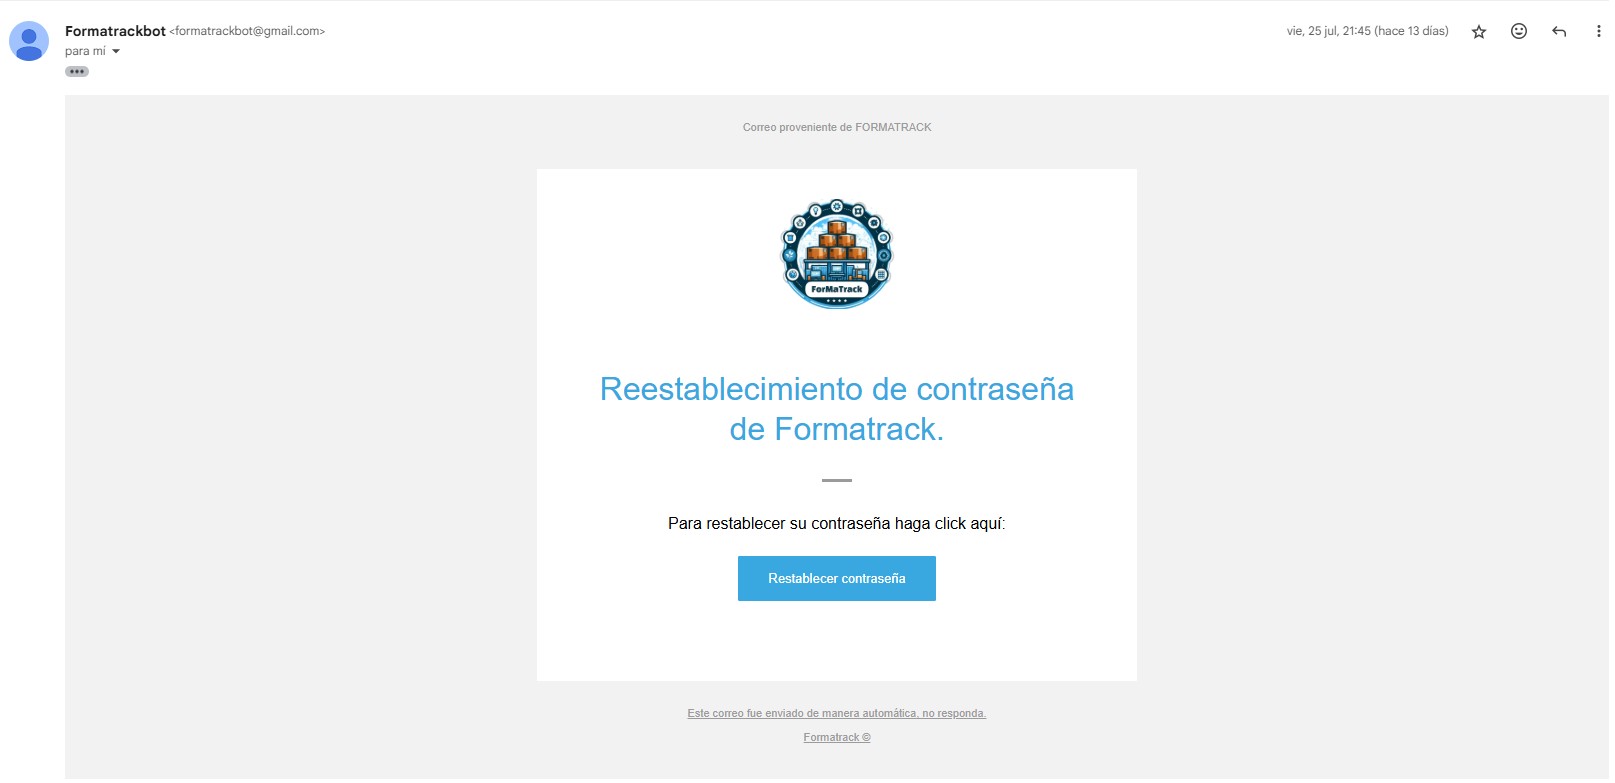 Formatrackbot <formatrackbot@gmail.com>
vie, 25 jul, 21:45 (hace 13 días)
para mí
Correo proveniente de FORMATRACK
ForMaTrack
Reestablecimiento de contraseña
de Formatrack.
Para restablecer su contraseña haga click aquí:
Restablecer contraseña
Este correo fue enviado de manera automática, no responda.
Formatrack ©